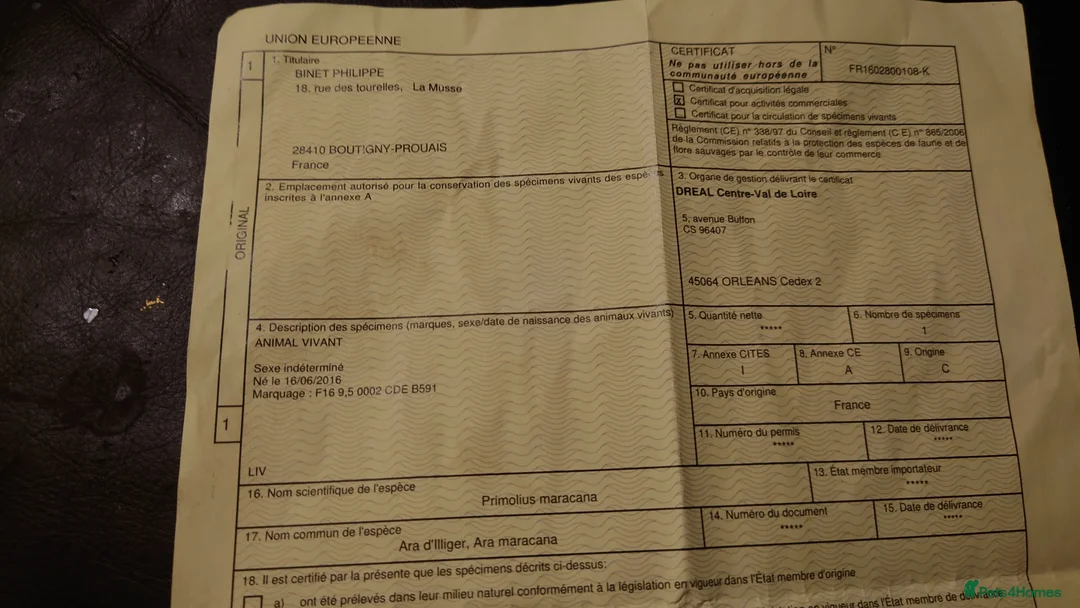 UNION EUROPEENNE
1
1. Titulaire
BINET PHILIPPE
18. rue des tourelles, La Musse
28410 BOUTIGNY-PROUAIS
France
CERTIFICAT
Ne pas utiliser hors de la
communauté européenne
N°
FR1602800108-K
Certificat d'acquisition légale
x Certificat pour activités commerciales
Certificat pour la circulation de spécimens vivants
Règlement (CE) n° 338/97 du Conseil et règlement (C E) n° 865/2006
de la Commission relatifs à la protection des espèces de faune et de
flore sauvages par le contrôle de leur commerce
2. Emplacement autorisé pour la conservation des spécimens vivants des espèces
inscrites à l'annexe A
3. Organe de gestion délivrant le certificat
DREAL Centre-Val de Loire
5, avenue Buffon
CS 96407
45064 ORLEANS Cedex 2
ORIGINAL
4. Description des spécimens (marques, sexe/date de naissance des animaux vivants)
ANIMAL VIVANT
Sexe indéterminé
Né le 16/06/2016
Marquage : F16 9,5 0002 CDE B591
LIV
1
5. Quantité nette
*****
6. Nombre de spécimens
1
7. Annexe CITES
I
8. Annexe CE
A
9. Origine
C
10. Pays d'origine
France
11. Numéro du permis
*****
12. Date de délivrance
*****
13. État membre importateur
*****
14. Numéro du document
*****
15. Date de délivrance
*****
16. Nom scientifique de l'espèce
Primolius maracana
17. Nom commun de l'espèce
Ara d'Illiger, Ara maracana
18. Il est certifié par la présente que les spécimens décrits ci-dessus:
a) ont été prélevés dans leur milieu naturel conformément à la législation en vigueur dans l'État membre d'origine
en vigueur dans l'État membre de délivrance
Pets4Homes